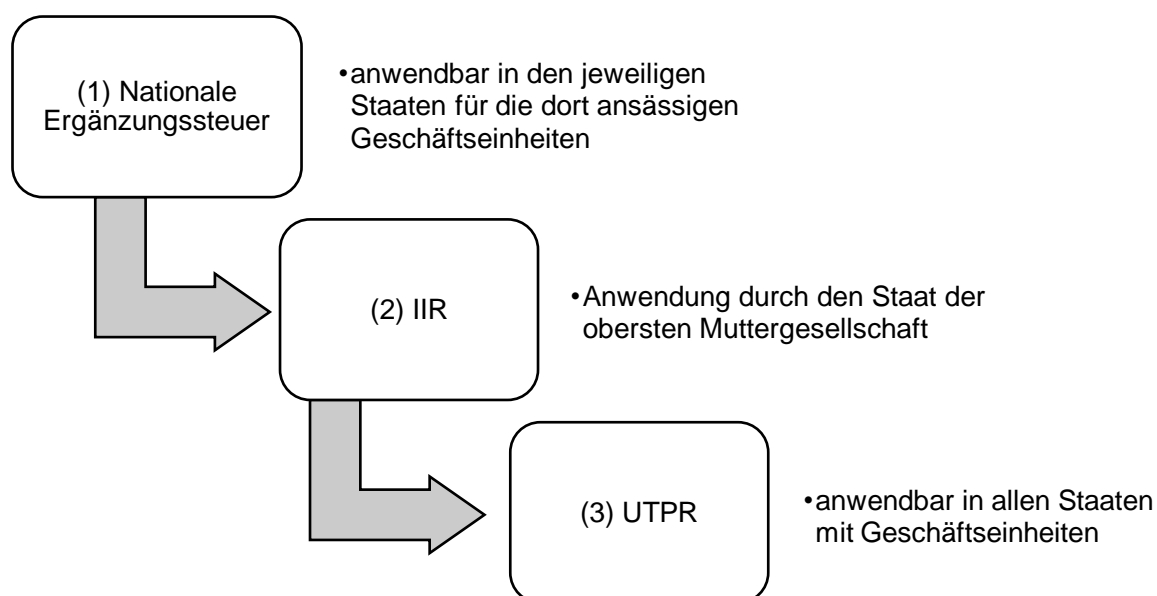 (1) Nationale
Ergänzungssteuer
•anwendbar in den jeweiligen
Staaten für die dort ansässigen
Geschäftseinheiten
(2) IIR
•Anwendung durch den Staat der
obersten Muttergesellschaft
(3) UTPR
•anwendbar in allen Staaten
mit Geschäftseinheiten